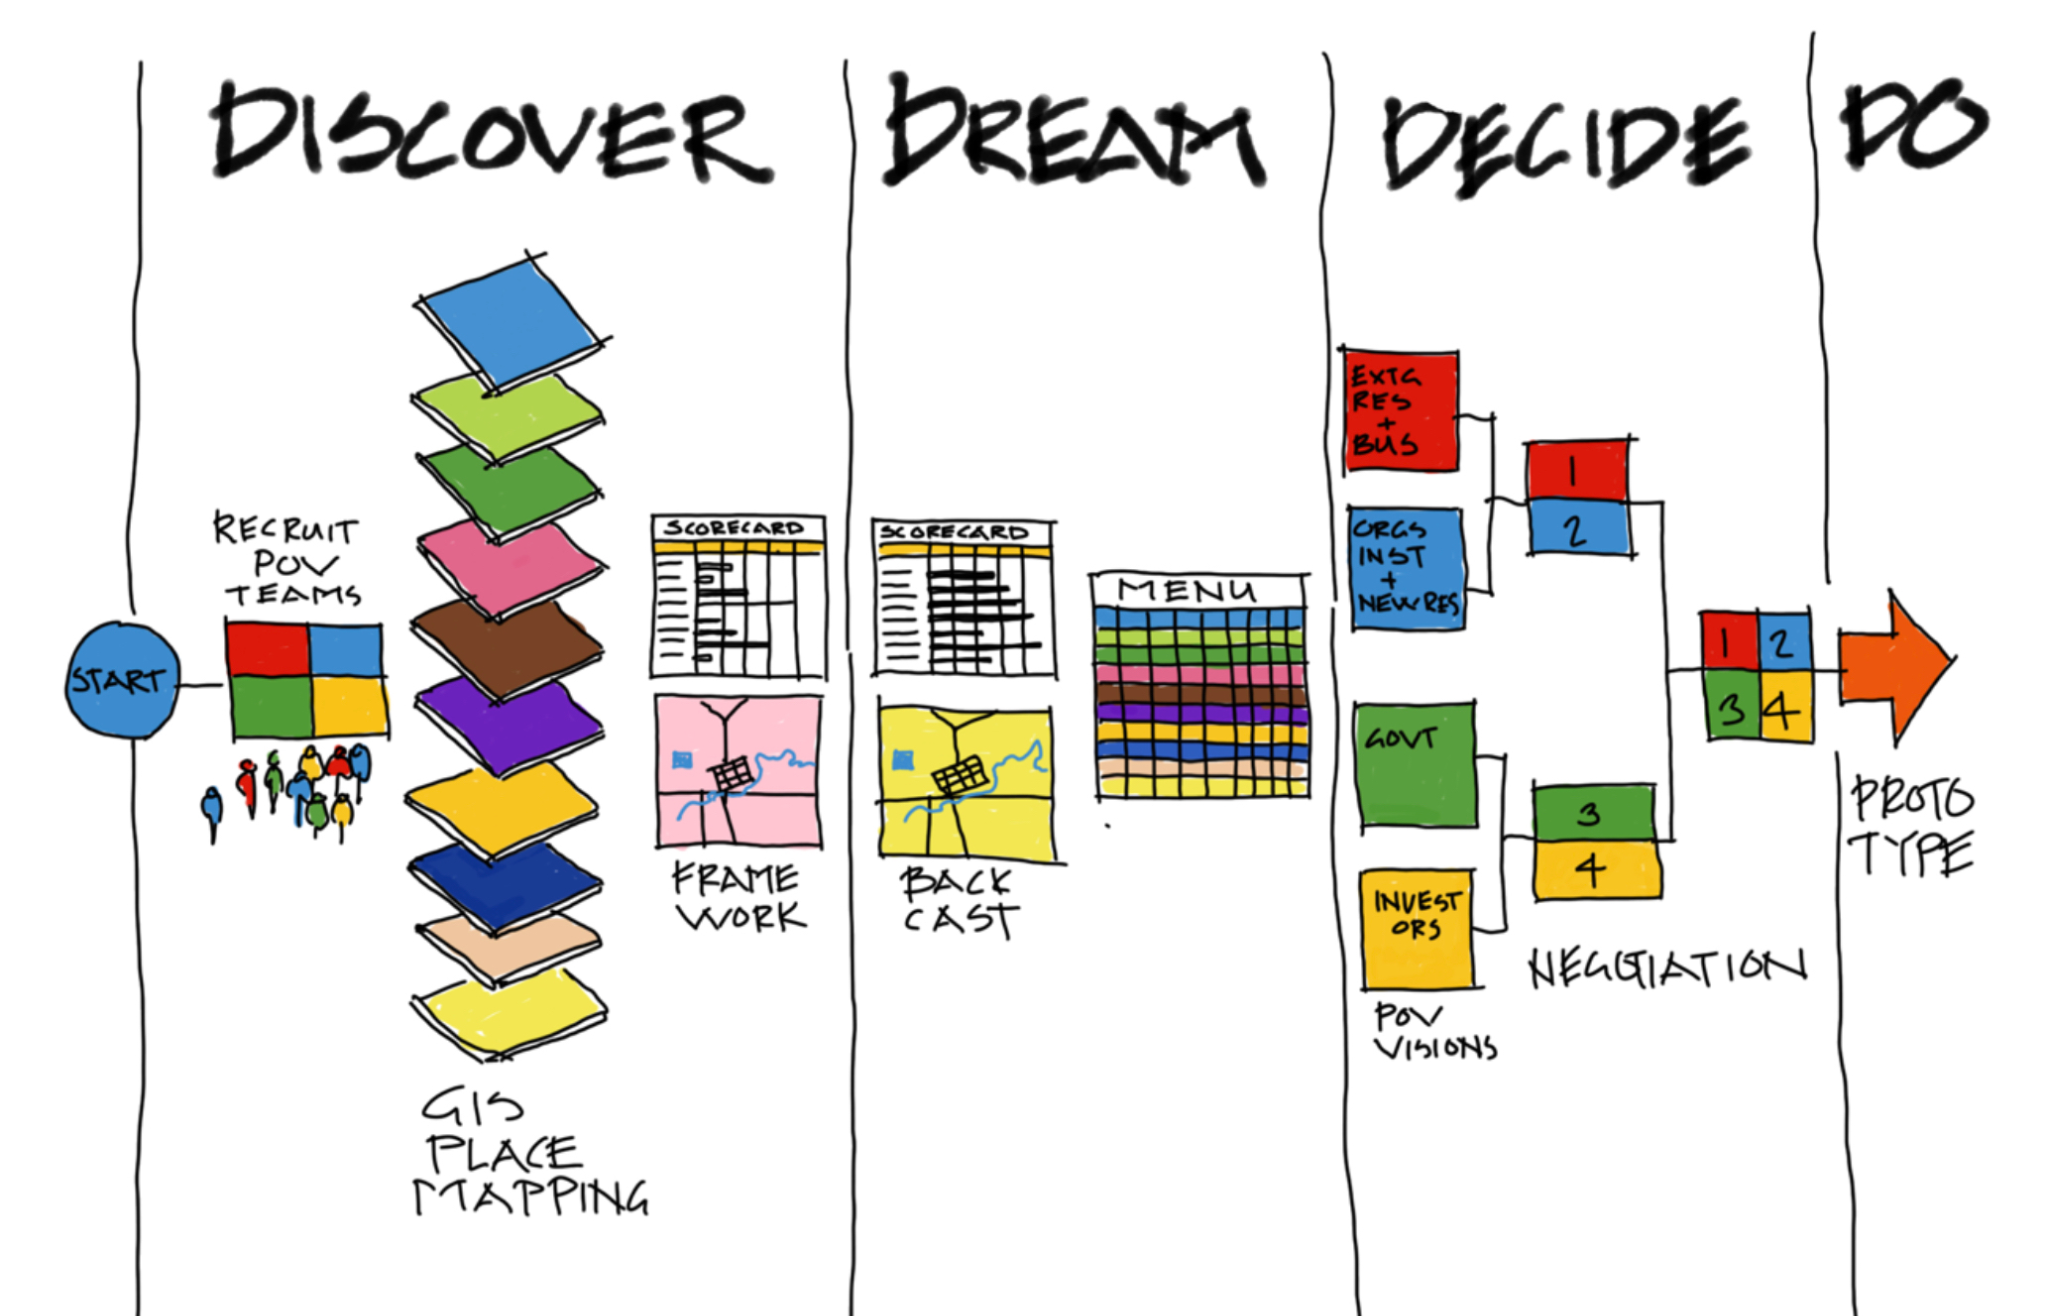 DISCOVER
DREAM
DECIDE
DO
START
RECRUIT
POV
TEAMS
GIS
PLACE
MAPPING
SCORECARD
FRAME
WORK
SCORECARD
BACK
CAST
MENU
EXTG
RES
+
BUS
ORGS
INST
+
NEW RES
GOVT
INVEST
ORS
POV
VISIONS
1
2
3
4
NEGOTIATION
1 2
3 4
PROTO
TYPE